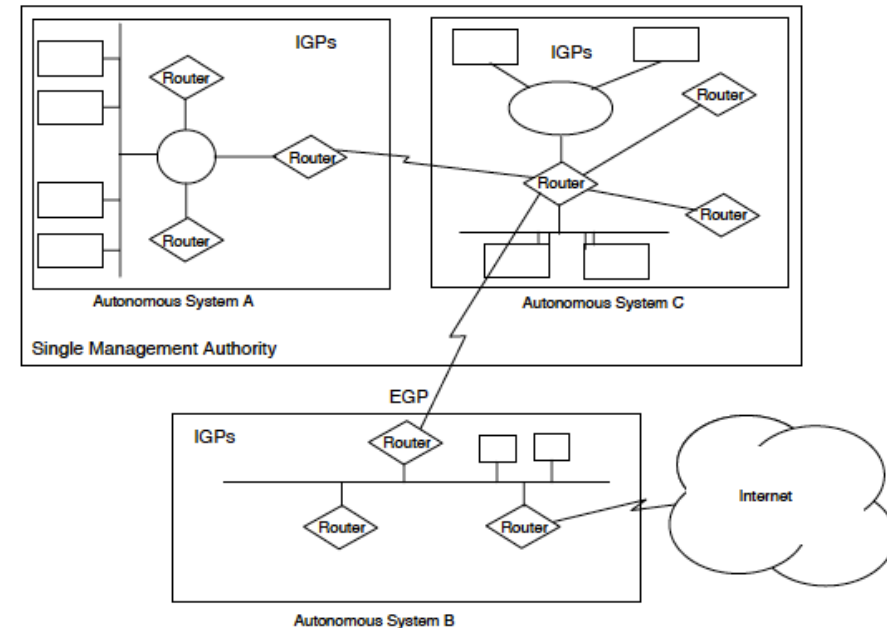 IGPs
Router
Router
Router
Autonomous System A
IGPs
Router
Router
Router
Autonomous System C
Single Management Authority
EGP
IGPs
Router
Router
Router
Internet
Autonomous System B